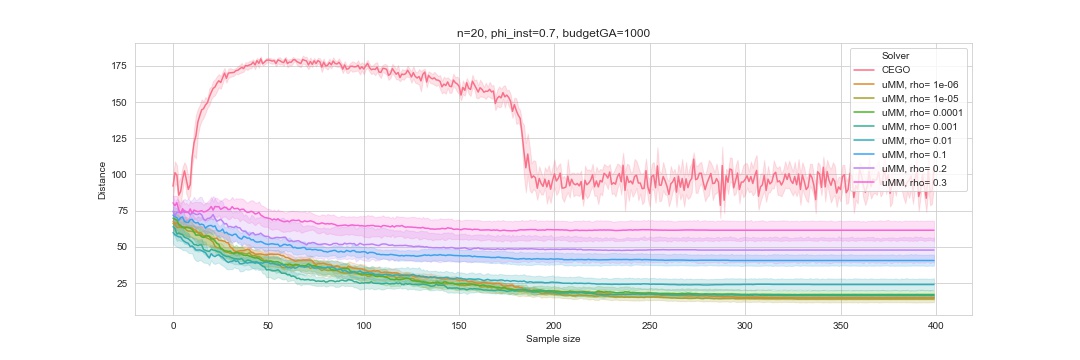 n=20, phi_inst=0.7, budgetGA=1000
Distance
175
150
125
100
75
50
25
0
50
100
150
200
250
300
350
400
Sample size
Solver
CEGO
uMM, rho= 1e-06
uMM, rho= 1e-05
uMM, rho= 0.0001
uMM, rho= 0.001
uMM, rho= 0.01
uMM, rho= 0.1
uMM, rho= 0.2
uMM, rho= 0.3